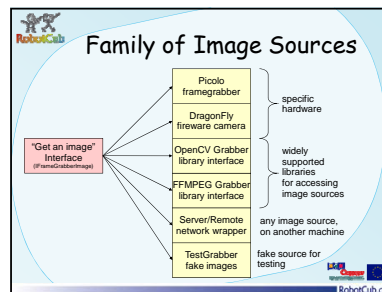 RobotCub
Family of Image Sources
Picolo
framegrabber
DragonFly
fireware camera
OpenCV Grabber
library interface
FFMPEG Grabber
library interface
Server/Remote
network wrapper
TestGrabber
fake images
"Get an image"
Interface
(IFrameGrabberImage)
specific
hardware
widely
supported
libraries
for accessing
image sources
any image source,
on another machine
fake source for
testing